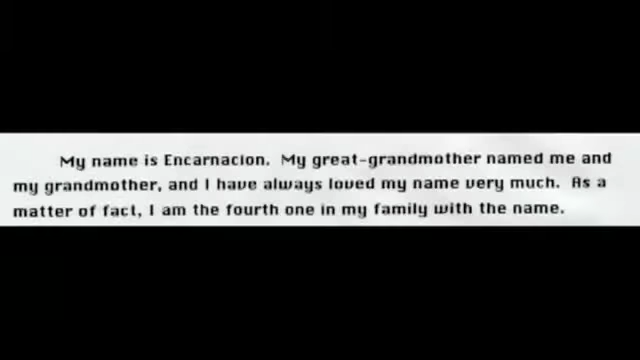 My name is Encarnacion. My great-grandmother named me and
my grandmother, and I have always loved my name very much. As a
matter of fact, I am the fourth one in my family with the name.